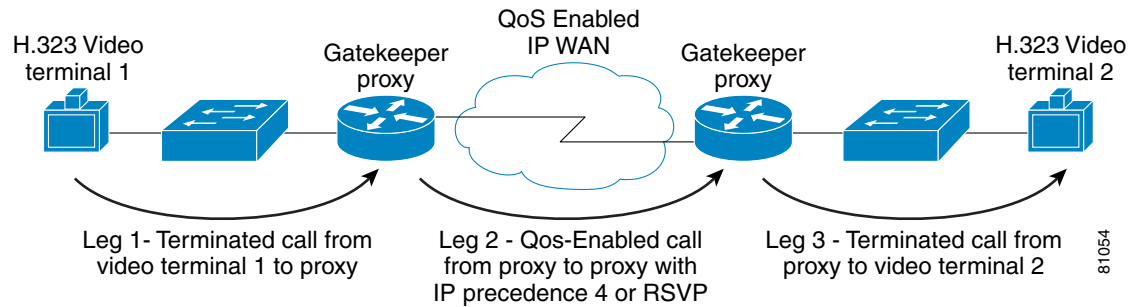 QoS Enabled
IP WAN
H.323 Video
terminal 1
Gatekeeper
proxy
Gatekeeper
proxy
H.323 Video
terminal 2
Leg 1- Terminated call from
video terminal 1 to proxy
Leg 2 - Qos-Enabled call
from proxy to proxy with
IP precedence 4 or RSVP
Leg 3 - Terminated call from
proxy to video terminal 2
81054